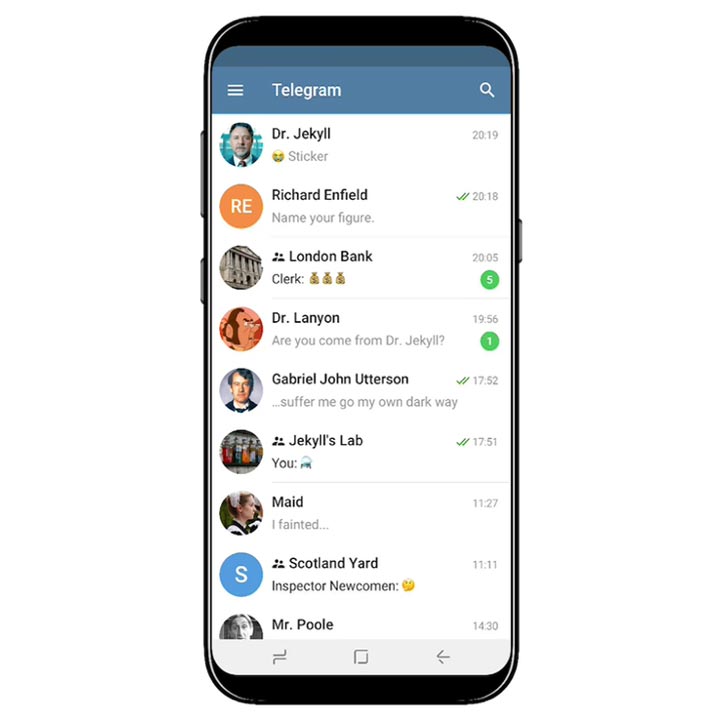 Telegram
Dr. Jekyll 20:19
😭 Sticker
RE
Richard Enfield 20:18
Name your figure.
London Bank 20:05
Clerk: 💰💰💰 5
Dr. Lanyon 19:56
Are you come from Dr. Jekyll? 1
Gabriel John Utterson 17:52
...suffer me go my own dark way
Jekyll's Lab 17:51
You:
Maid 11:27
I fainted...
S
Scotland Yard 11:11
Inspector Newcomen: 🤔
Mr. Poole 14:30